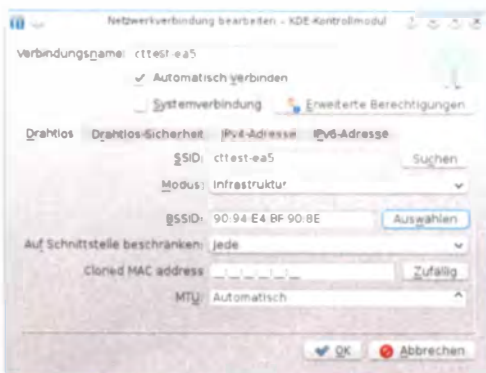 Netzwerkverbindung bearbeiten – KDE-Kontrollmodul
Verbindungsname: cttest-ea5
Automatisch verbinden
Systemverbindung Erweiterte Berechtigungen
Drahtlos Drahtlos-Sicherheit IPv4-Adresse IPv6-Adresse
SSID: cttest-ea5 Suchen
Modus: Infrastruktur
BSSID: 90:94:E4:BF:90:8E Auswählen
Auf Schnittstelle beschränken: Jede
Cloned MAC address : : : : : Zufällig
MTU: Automatisch
OK Abbrechen